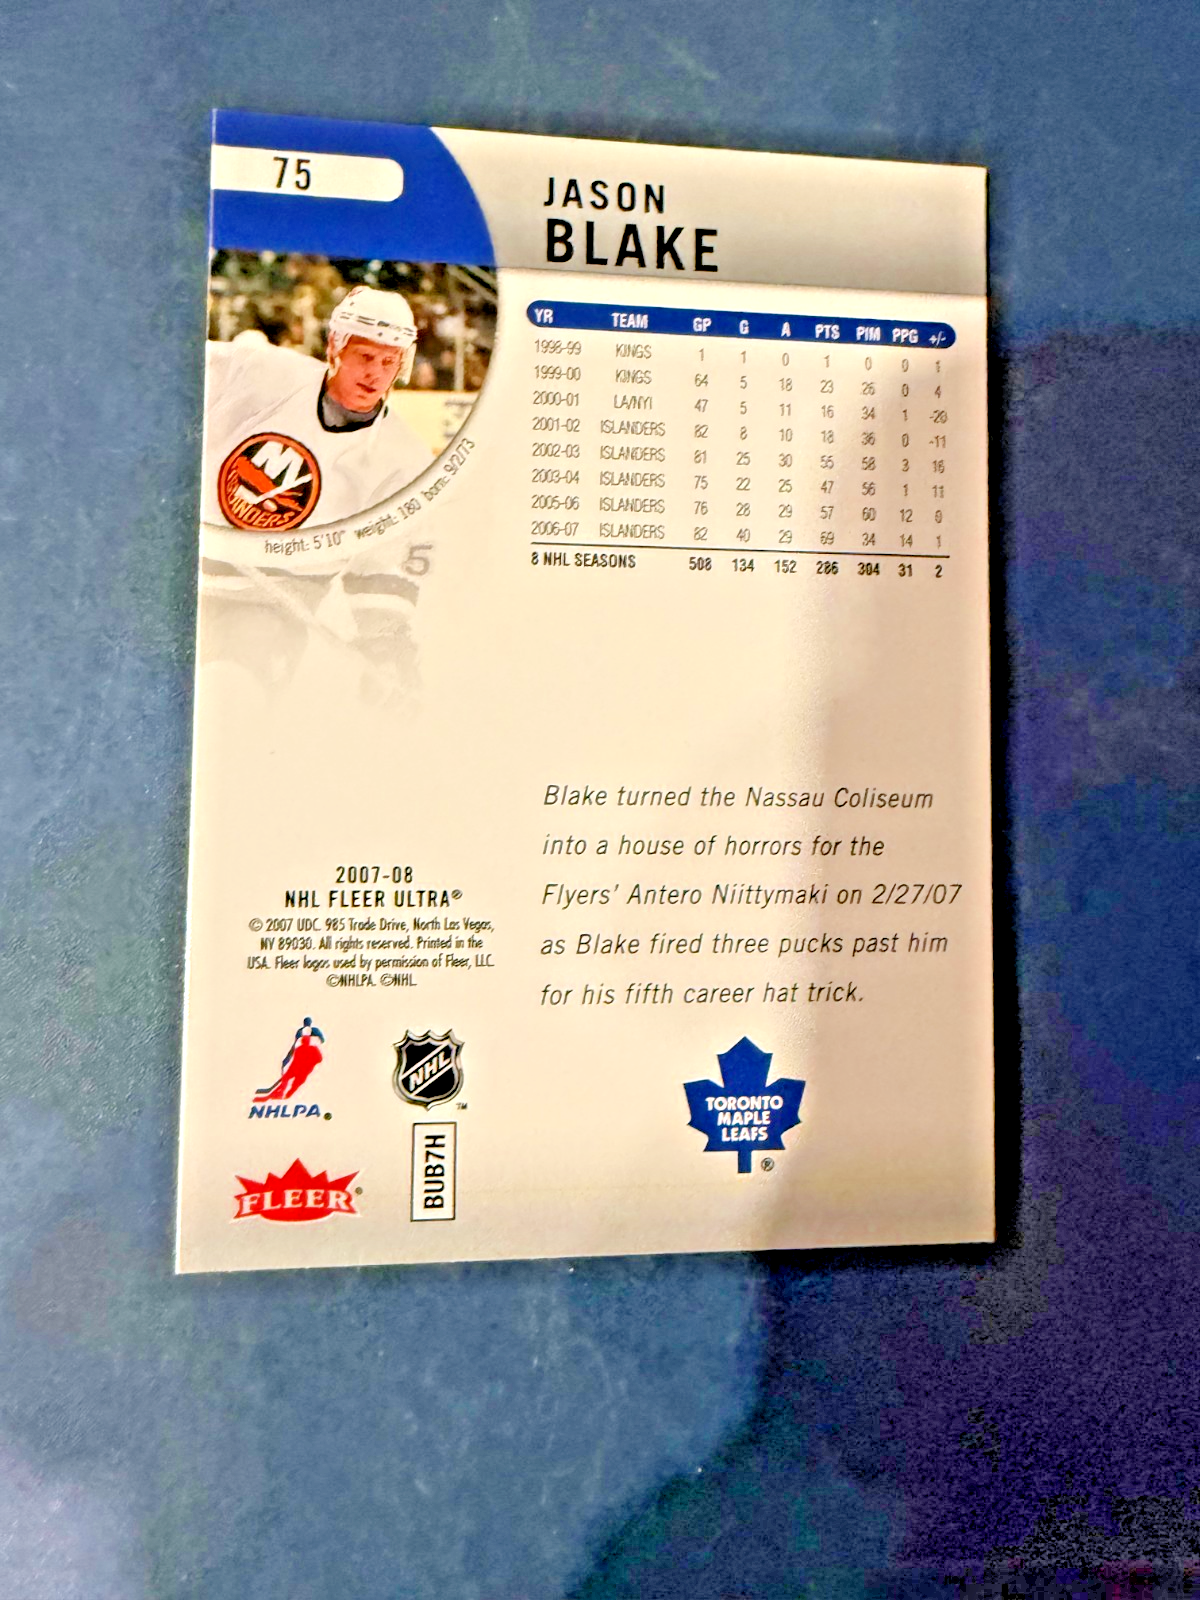 75
JASON
BLAKE
YR TEAM GP G A PTS PIM PPG +/-
1998-99 KINGS 1 1 0 1 0 0 1
1999-00 KINGS 64 5 18 23 26 0 4
2000-01 LA/NYI 47 5 11 16 34 1 -20
2001-02 ISLANDERS 82 8 10 18 36 0 -11
2002-03 ISLANDERS 81 25 30 55 58 3 16
2003-04 ISLANDERS 75 22 25 47 56 1 11
2005-06 ISLANDERS 76 28 29 57 60 12 0
2006-07 ISLANDERS 82 40 29 69 34 14 1
8 NHL SEASONS 508 134 152 286 304 31 2
NY
ISLANDERS
height: 5'10" weight: 180 born: 9/2/73
5
Blake turned the Nassau Coliseum
into a house of horrors for the
Flyers' Antero Niittymaki on 2/27/07
as Blake fired three pucks past him
for his fifth career hat trick.
2007-08
NHL FLEER ULTRA®
© 2007 UDC. 985 Trade Drive, North Las Vegas,
NV 89030. All rights reserved. Printed in the
USA. Fleer logos used by permission of Fleer, LLC.
©NHLPA. ©NHL.
NHLPA®
NHL
TM
TORONTO
MAPLE
LEAFS
®
FLEER®
BUB7H